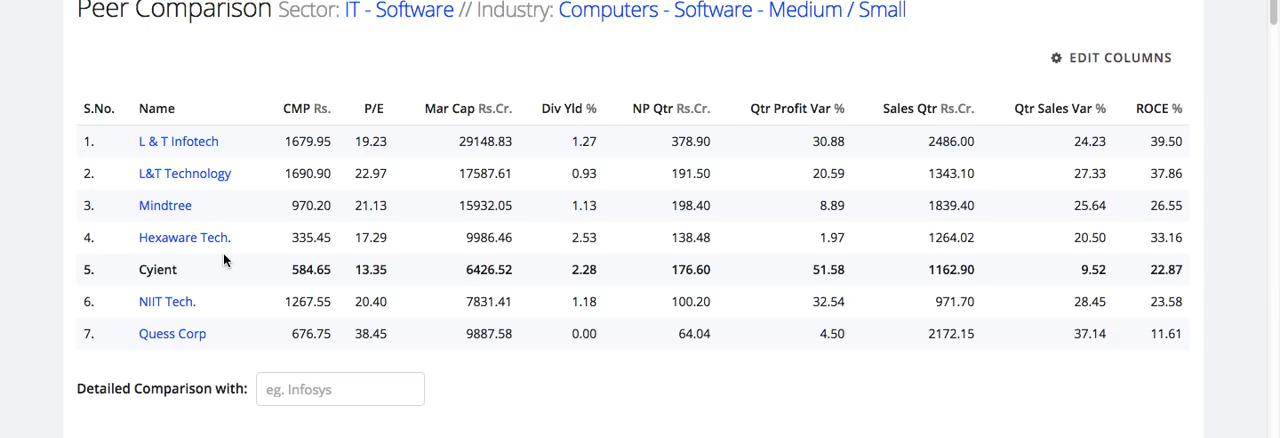 Peer Comparison Sector: IT - Software // Industry: Computers - Software - Medium / Small
EDIT COLUMNS
S.No. Name CMP Rs. P/E Mar Cap Rs.Cr. Div Yld % NP Qtr Rs.Cr. Qtr Profit Var % Sales Qtr Rs.Cr. Qtr Sales Var % ROCE %
1. L & T Infotech 1679.95 19.23 29148.83 1.27 378.90 30.88 2486.00 24.23 39.50
2. L&T Technology 1690.90 22.97 17587.61 0.93 191.50 20.59 1343.10 27.33 37.86
3. Mindtree 970.20 21.13 15932.05 1.13 198.40 8.89 1839.40 25.64 26.55
4. Hexaware Tech. 335.45 17.29 9986.46 2.53 138.48 1.97 1264.02 20.50 33.16
5. Cyient 584.65 13.35 6426.52 2.28 176.60 51.58 1162.90 9.52 22.87
6. NIIT Tech. 1267.55 20.40 7831.41 1.18 100.20 32.54 971.70 28.45 23.58
7. Quess Corp 676.75 38.45 9887.58 0.00 64.04 4.50 2172.15 37.14 11.61
Detailed Comparison with: eg. Infosys